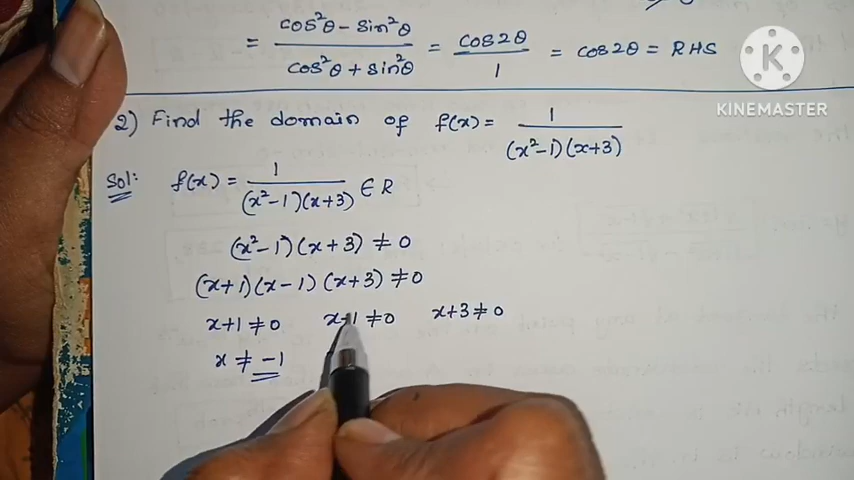 = cos²θ - sin²θ / cos²θ + sin²θ = cos2θ / 1 = cos2θ = RHS
KINEMASTER
2) Find the domain of f(x) = 1 / (x²-1)(x+3)
Sol: f(x) = 1 / (x²-1)(x+3) ∈ R
(x²-1)(x+3) ≠ 0
(x+1)(x-1)(x+3) ≠ 0
x+1 ≠ 0 x-1 ≠ 0 x+3 ≠ 0
x ≠ -1